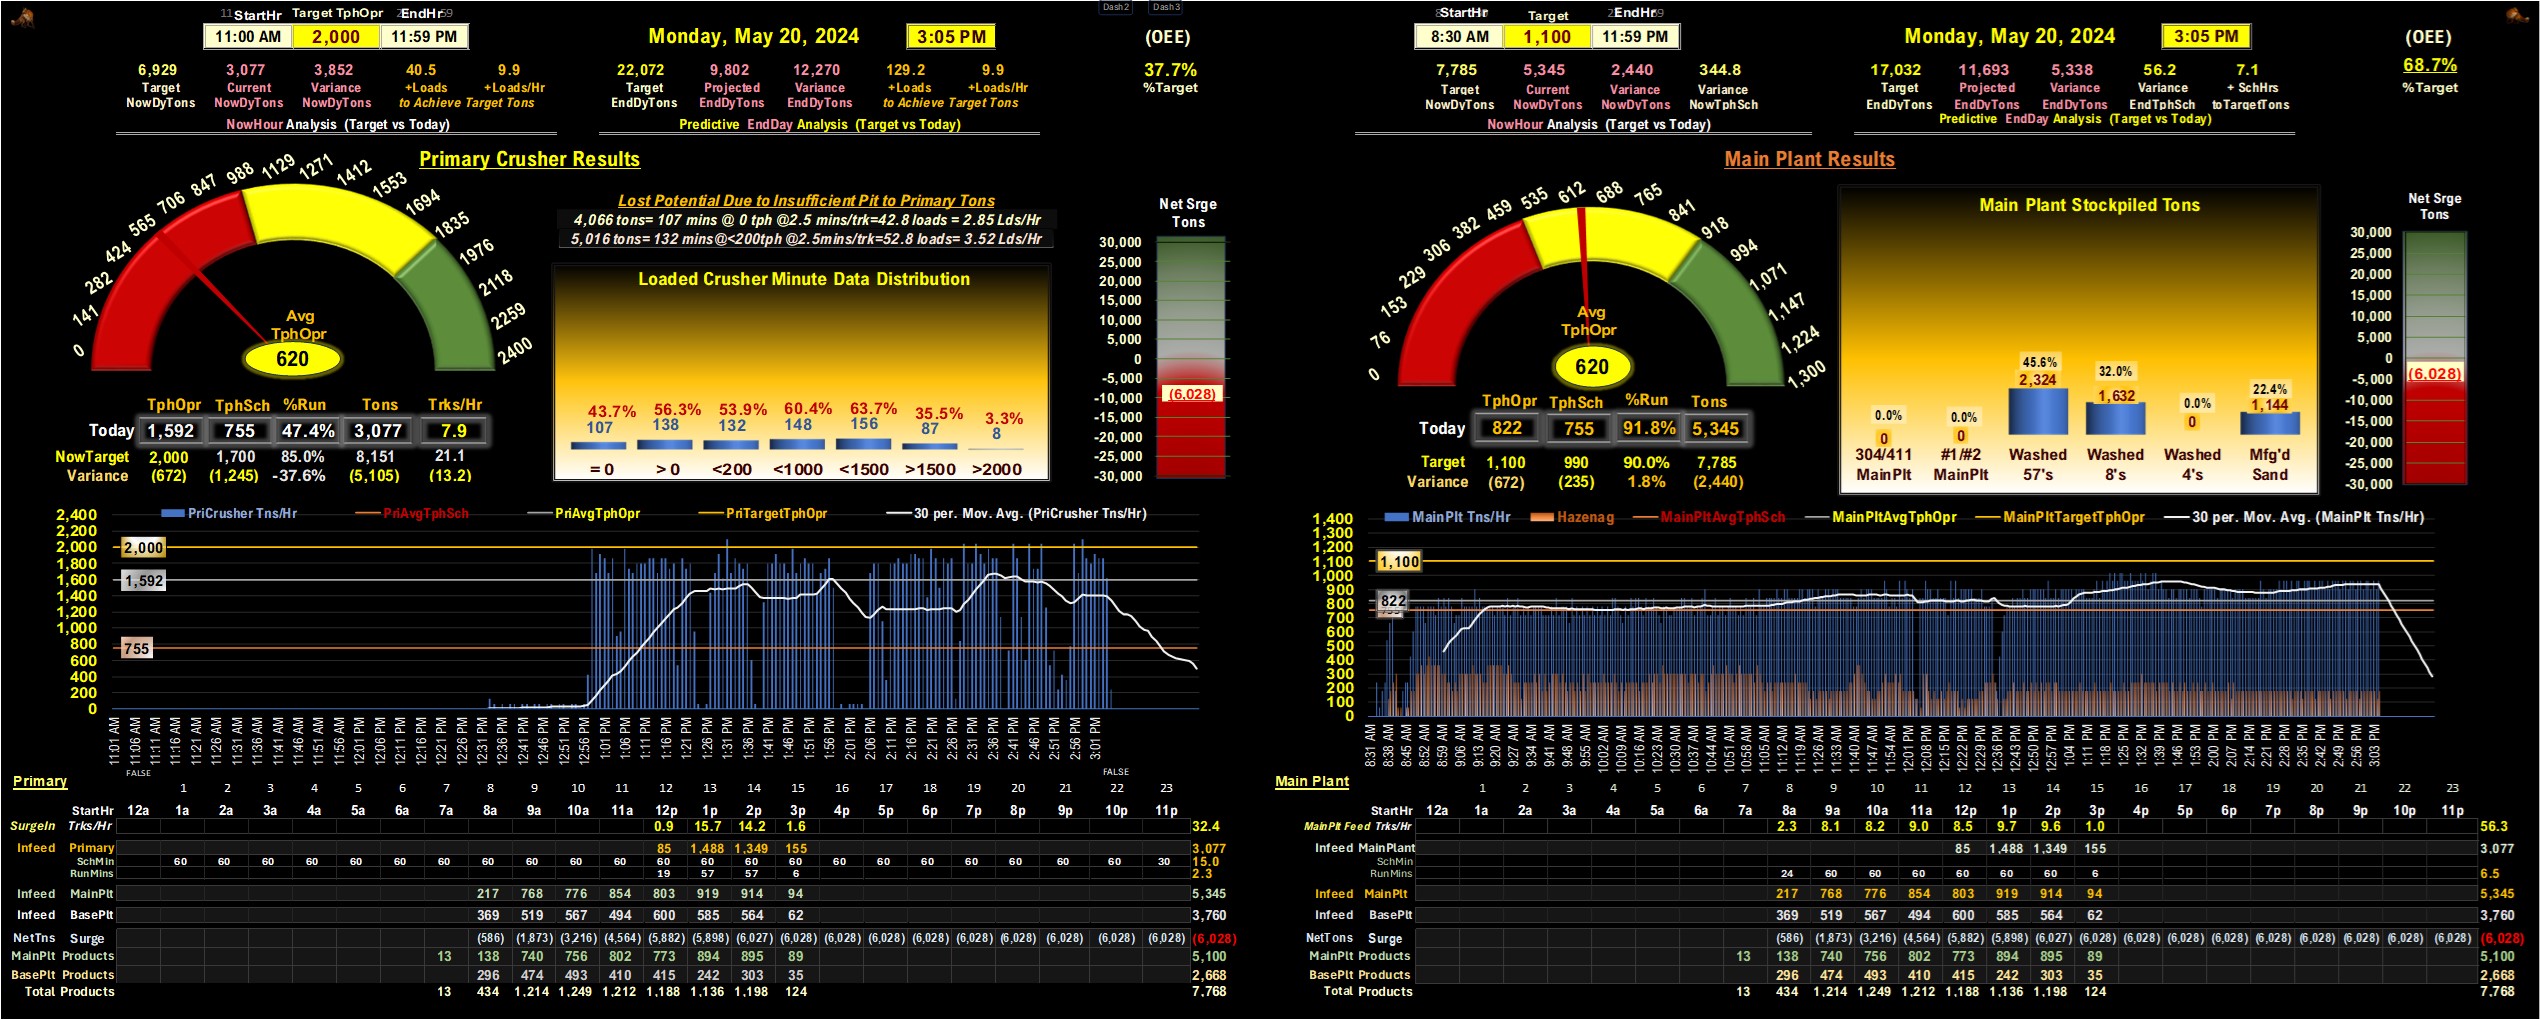 Dash2 Dash3
StartHr Target TphOpr EndHr
11:00 AM 2,000 11:59 PM
Monday, May 20, 2024 3:05 PM
(OEE)
37.7%
%Target
6,929 3,077 3,852 40.5 9.9
Target Current Variance +Loads +Loads/Hr
NowDyTons NowDyTons NowDyTons to Achieve Target Tons
NowHour Analysis (Target vs Today)
22,072 9,802 12,270 129.2 9.9
Target Projected Variance +Loads +Loads/Hr
EndDyTons EndDyTons EndDyTons to Achieve Target Tons
Predictive EndDay Analysis (Target vs Today)
Primary Crusher Results
0 141 282 424 565 706 847 988 1129 1271 1412 1553 1694 1835 1976 2118 2259 2400
Avg
TphOpr
620
TphOpr TphSch %Run Tons Trks/Hr
Today 1,592 755 47.4% 3,077 7.9
NowTarget 2,000 1,700 85.0% 8,151 21.1
Variance (672) (1,245) -37.6% (5,105) (13.2)
Lost Potential Due to Insufficient Pit to Primary Tons
4,066 tons= 107 mins @ 0 tph @2.5 mins/trk=42.8 loads = 2.85 Lds/Hr
5,016 tons= 132 mins@<200tph @2.5mins/trk=52.8 loads= 3.52 Lds/Hr
Loaded Crusher Minute Data Distribution
43.7% 56.3% 53.9% 60.4% 63.7% 35.5% 3.3%
107 138 132 148 156 87 8
= 0 > 0 <200 <1000 <1500 >1500 >2000
Net Srge
Tons
30,000
25,000
20,000
15,000
10,000
5,000
0
-5,000
(6,028)
-10,000
-15,000
-20,000
-25,000
-30,000
PriCrusher Tns/Hr PriAvgTphSch PriAvgTphOpr PriTargetTphOpr 30 per. Mov. Avg. (PriCrusher Tns/Hr)
2,400
2,200
2,000 2,000
1,800
1,600 1,592
1,400
1,200
1,000
800 755
600
400
200
0
11:01 AM 11:06 AM 11:11 AM 11:16 AM 11:21 AM 11:26 AM 11:31 AM 11:36 AM 11:41 AM 11:46 AM 11:51 AM 11:56 AM 12:01 PM 12:06 PM 12:11 PM 12:16 PM 12:21 PM 12:26 PM 12:31 PM 12:36 PM 12:41 PM 12:46 PM 12:51 PM 12:56 PM 1:01 PM 1:06 PM 1:11 PM 1:16 PM 1:21 PM 1:26 PM 1:31 PM 1:36 PM 1:41 PM 1:46 PM 1:51 PM 1:56 PM 2:01 PM 2:06 PM 2:11 PM 2:16 PM 2:21 PM 2:26 PM 2:31 PM 2:36 PM 2:41 PM 2:46 PM 2:51 PM 2:56 PM 3:01 PM
FALSE FALSE
Primary
1 2 3 4 5 6 7 8 9 10 11 12 13 14 15 16 17 18 19 20 21 22 23
StartHr 12a 1a 2a 3a 4a 5a 6a 7a 8a 9a 10a 11a 12p 1p 2p 3p 4p 5p 6p 7p 8p 9p 10p 11p
SurgeIn Trks/Hr 0.9 15.7 14.2 1.6 32.4
Infeed Primary 85 1,488 1,349 155 3,077
SchMin 60 60 60 60 60 60 60 60 60 60 60 60 60 60 60 60 60 60 60 60 60 60 30 15.0
RunMins 19 57 57 6 2.3
Infeed MainPlt 217 768 776 854 803 919 914 94 5,345
Infeed BasePlt 369 519 567 494 600 585 564 62 3,760
NetTns Surge (586) (1,873) (3,216) (4,564) (5,882) (5,898) (6,027) (6,028) (6,028) (6,028) (6,028) (6,028) (6,028) (6,028) (6,028) (6,028) (6,028)
MainPlt Products 13 138 740 756 802 773 894 895 89 5,100
BasePlt Products 296 474 493 410 415 242 303 35 2,668
Total Products 13 434 1,214 1,249 1,212 1,188 1,136 1,198 124 7,768
StartHr Target EndHr
8:30 AM 1,100 11:59 PM
Monday, May 20, 2024 3:05 PM
(OEE)
68.7%
%Target
7,785 5,345 2,440 344.8
Target Current Variance Variance
NowDyTons NowDyTons NowDyTons NowTphSch
NowHour Analysis (Target vs Today)
17,032 11,693 5,338 56.2 7.1
Target Projected Variance Variance + SchHrs
EndDyTons EndDyTons EndDyTons EndTphSch toTargetTons
Predictive EndDay Analysis (Target vs Today)
Main Plant Results
0 76 153 229 306 382 459 535 612 688 765 841 918 994 1,071 1,147 1,224 1,300
Avg
TphOpr
620
TphOpr TphSch %Run Tons
Today 822 755 91.8% 5,345
Target 1,100 990 90.0% 7,785
Variance (672) (235) 1.8% (2,440)
Main Plant Stockpiled Tons
0.0% 0.0% 45.6% 32.0% 0.0% 22.4%
0 0 2,324 1,632 0 1,144
304/411 #1/#2 Washed Washed Washed Mfg'd
MainPlt MainPlt 57's 8's 4's Sand
Net Srge
Tons
30,000
25,000
20,000
15,000
10,000
5,000
0
(6,028)
-5,000
-10,000
-15,000
-20,000
-25,000
-30,000
MainPlt Tns/Hr Hazenag MainPltAvgTphSch MainPltAvgTphOpr MainPltTargetTphOpr 30 per. Mov. Avg. (MainPlt Tns/Hr)
1,400
1,300
1,200
1,100 1,100
1,000
900
800 822
700
600
500
400
300
200
100
0
8:31 AM 8:38 AM 8:45 AM 8:52 AM 8:59 AM 9:06 AM 9:13 AM 9:20 AM 9:27 AM 9:34 AM 9:41 AM 9:48 AM 9:55 AM 10:02 AM 10:09 AM 10:16 AM 10:23 AM 10:30 AM 10:37 AM 10:44 AM 10:51 AM 10:58 AM 11:05 AM 11:12 AM 11:19 AM 11:26 AM 11:33 AM 11:40 AM 11:47 AM 11:54 AM 12:01 PM 12:08 PM 12:15 PM 12:22 PM 12:29 PM 12:36 PM 12:43 PM 12:50 PM 12:57 PM 1:04 PM 1:11 PM 1:18 PM 1:25 PM 1:32 PM 1:39 PM 1:46 PM 1:53 PM 2:00 PM 2:07 PM 2:14 PM 2:21 PM 2:28 PM 2:35 PM 2:42 PM 2:49 PM 2:56 PM 3:03 PM
Main Plant
1 2 3 4 5 6 7 8 9 10 11 12 13 14 15 16 17 18 19 20 21 22 23
StartHr 12a 1a 2a 3a 4a 5a 6a 7a 8a 9a 10a 11a 12p 1p 2p 3p 4p 5p 6p 7p 8p 9p 10p 11p
MainPlt Feed Trks/Hr 2.3 8.1 8.2 9.0 8.5 9.7 9.6 1.0 56.3
Infeed MainPlant 85 1,488 1,349 155 3,077
SchMin
RunMins 24 60 60 60 60 60 60 6 6.5
Infeed MainPlt 217 768 776 854 803 919 914 94 5,345
Infeed BasePlt 369 519 567 494 600 585 564 62 3,760
NetTons Surge (586) (1,873) (3,216) (4,564) (5,882) (5,898) (6,027) (6,028) (6,028) (6,028) (6,028) (6,028) (6,028) (6,028) (6,028) (6,028) (6,028)
MainPlt Products 13 138 740 756 802 773 894 895 89 5,100
BasePlt Products 296 474 493 410 415 242 303 35 2,668
Total Products 13 434 1,214 1,249 1,212 1,188 1,136 1,198 124 7,768